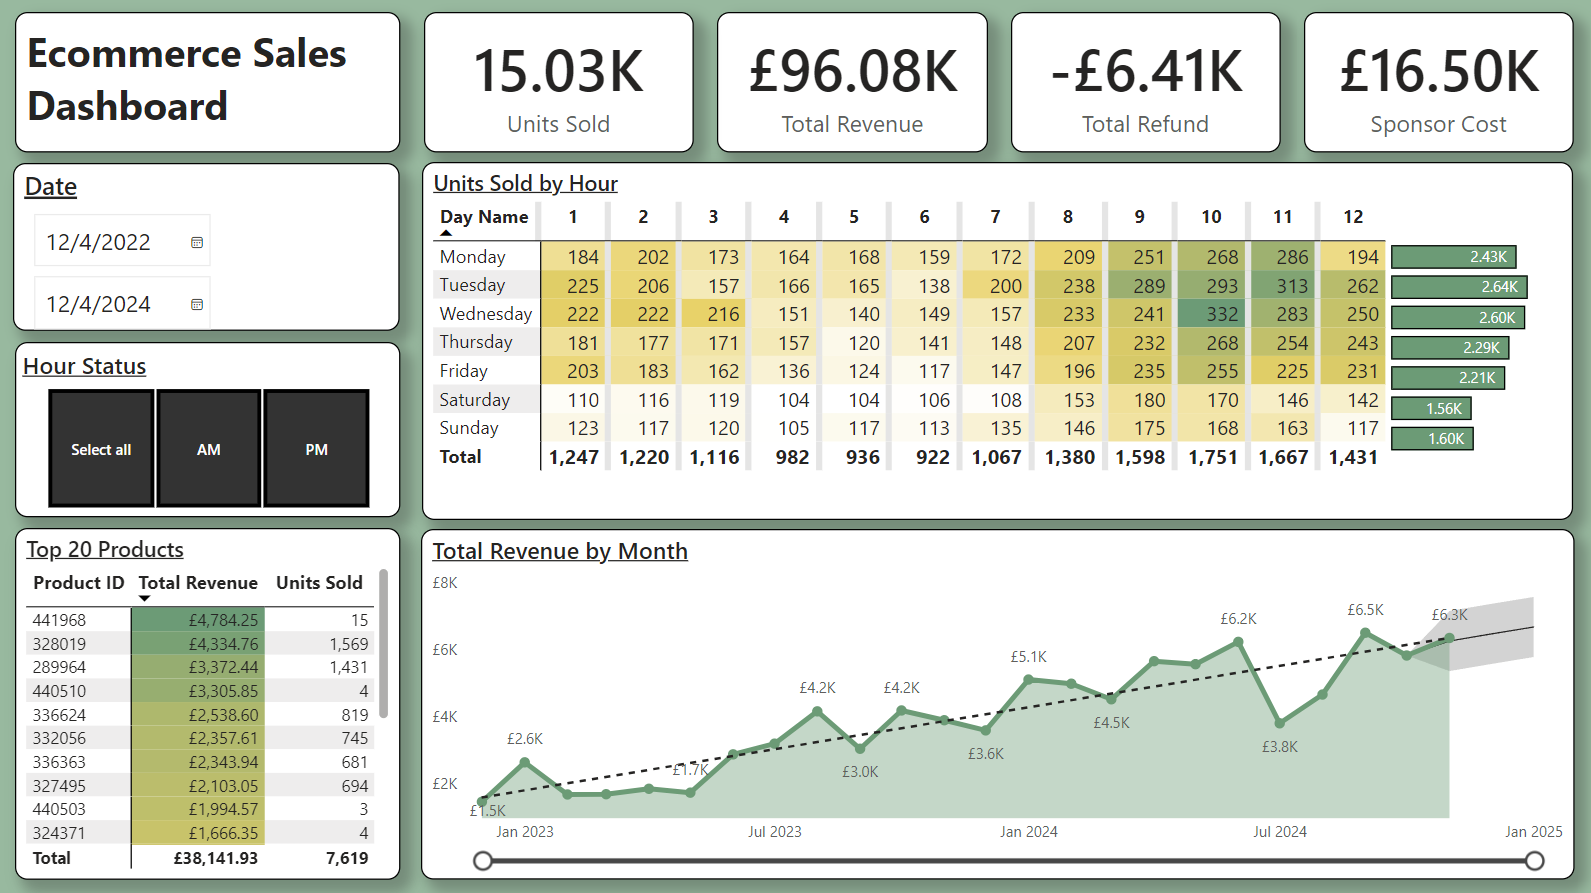 Ecommerce Sales
Dashboard
15.03K
Units Sold
£96.08K
Total Revenue
-£6.41K
Total Refund
£16.50K
Sponsor Cost
Date
12/4/2022
12/4/2024
Hour Status
Select all AM PM
Top 20 Products
Product ID Total Revenue Units Sold
441968 £4,784.25 15
328019 £4,334.76 1,569
289964 £3,372.44 1,431
440510 £3,305.85 4
336624 £2,538.60 819
332056 £2,357.61 745
336363 £2,343.94 681
327495 £2,103.05 694
440503 £1,994.57 3
324371 £1,666.35 4
Total £38,141.93 7,619
Units Sold by Hour
Day Name 1 2 3 4 5 6 7 8 9 10 11 12
Monday 184 202 173 164 168 159 172 209 251 268 286 194 2.43K
Tuesday 225 206 157 166 165 138 200 238 289 293 313 262 2.64K
Wednesday 222 222 216 151 140 149 157 233 241 332 283 250 2.60K
Thursday 181 177 171 157 120 141 148 207 232 268 254 243 2.29K
Friday 203 183 162 136 124 117 147 196 235 255 225 231 2.21K
Saturday 110 116 119 104 104 106 108 153 180 170 146 142 1.56K
Sunday 123 117 120 105 117 113 135 146 175 168 163 117 1.60K
Total 1,247 1,220 1,116 982 936 922 1,067 1,380 1,598 1,751 1,667 1,431
Total Revenue by Month
£8K
£6K
£4K
£2K
£1.5K
£2.6K
£1.7K
£4.2K
£3.0K
£4.2K
£3.6K
£5.1K
£4.5K
£6.2K
£3.8K
£6.5K
£6.3K
Jan 2023 Jul 2023 Jan 2024 Jul 2024 Jan 2025